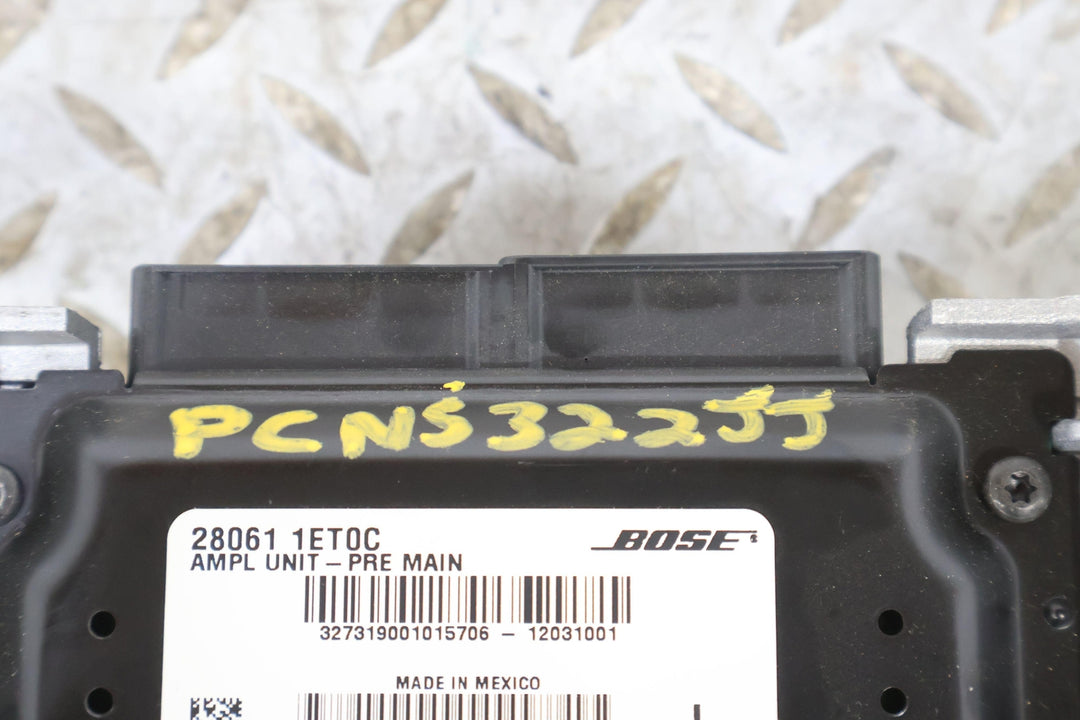 PCNS322JJ
28061 1ET0C
BOSE
AMPL UNIT – PRE MAIN
327319001015706 – 12031001
MADE IN MEXICO